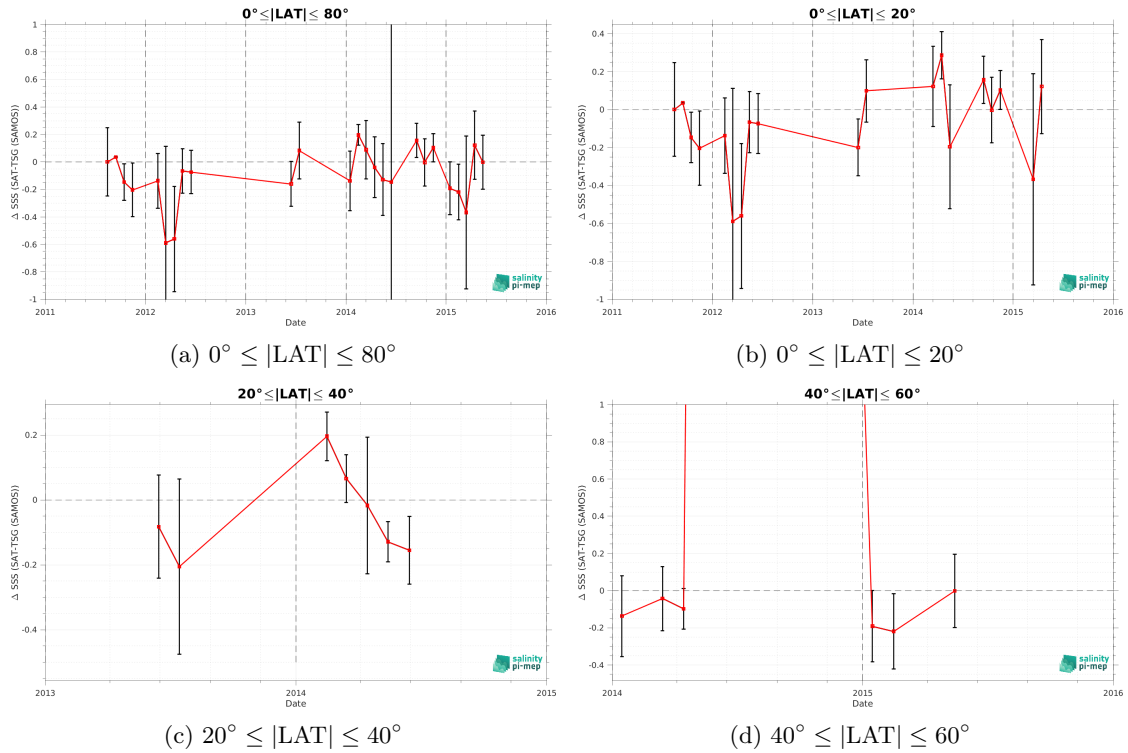 0°≤|LAT|≤ 80°
Δ SSS (SAT-TSG (SAMOS))
1
0.8
0.6
0.4
0.2
0
-0.2
-0.4
-0.6
-0.8
-1
2011 2012 2013 2014 2015 2016
Date
salinity
pi-mep
(a) 0° ≤ |LAT| ≤ 80°
0°≤|LAT|≤ 20°
Δ SSS (SAT-TSG (SAMOS))
0.4
0.2
0
-0.2
-0.4
-0.6
-0.8
-1
2011 2012 2013 2014 2015 2016
Date
salinity
pi-mep
(b) 0° ≤ |LAT| ≤ 20°
20°≤|LAT|≤ 40°
Δ SSS (SAT-TSG (SAMOS))
0.2
0
-0.2
-0.4
2013 2014 2015
Date
salinity
pi-mep
(c) 20° ≤ |LAT| ≤ 40°
40°≤|LAT|≤ 60°
Δ SSS (SAT-TSG (SAMOS))
1
0.8
0.6
0.4
0.2
0
-0.2
-0.4
2014 2015 2016
Date
salinity
pi-mep
(d) 40° ≤ |LAT| ≤ 60°